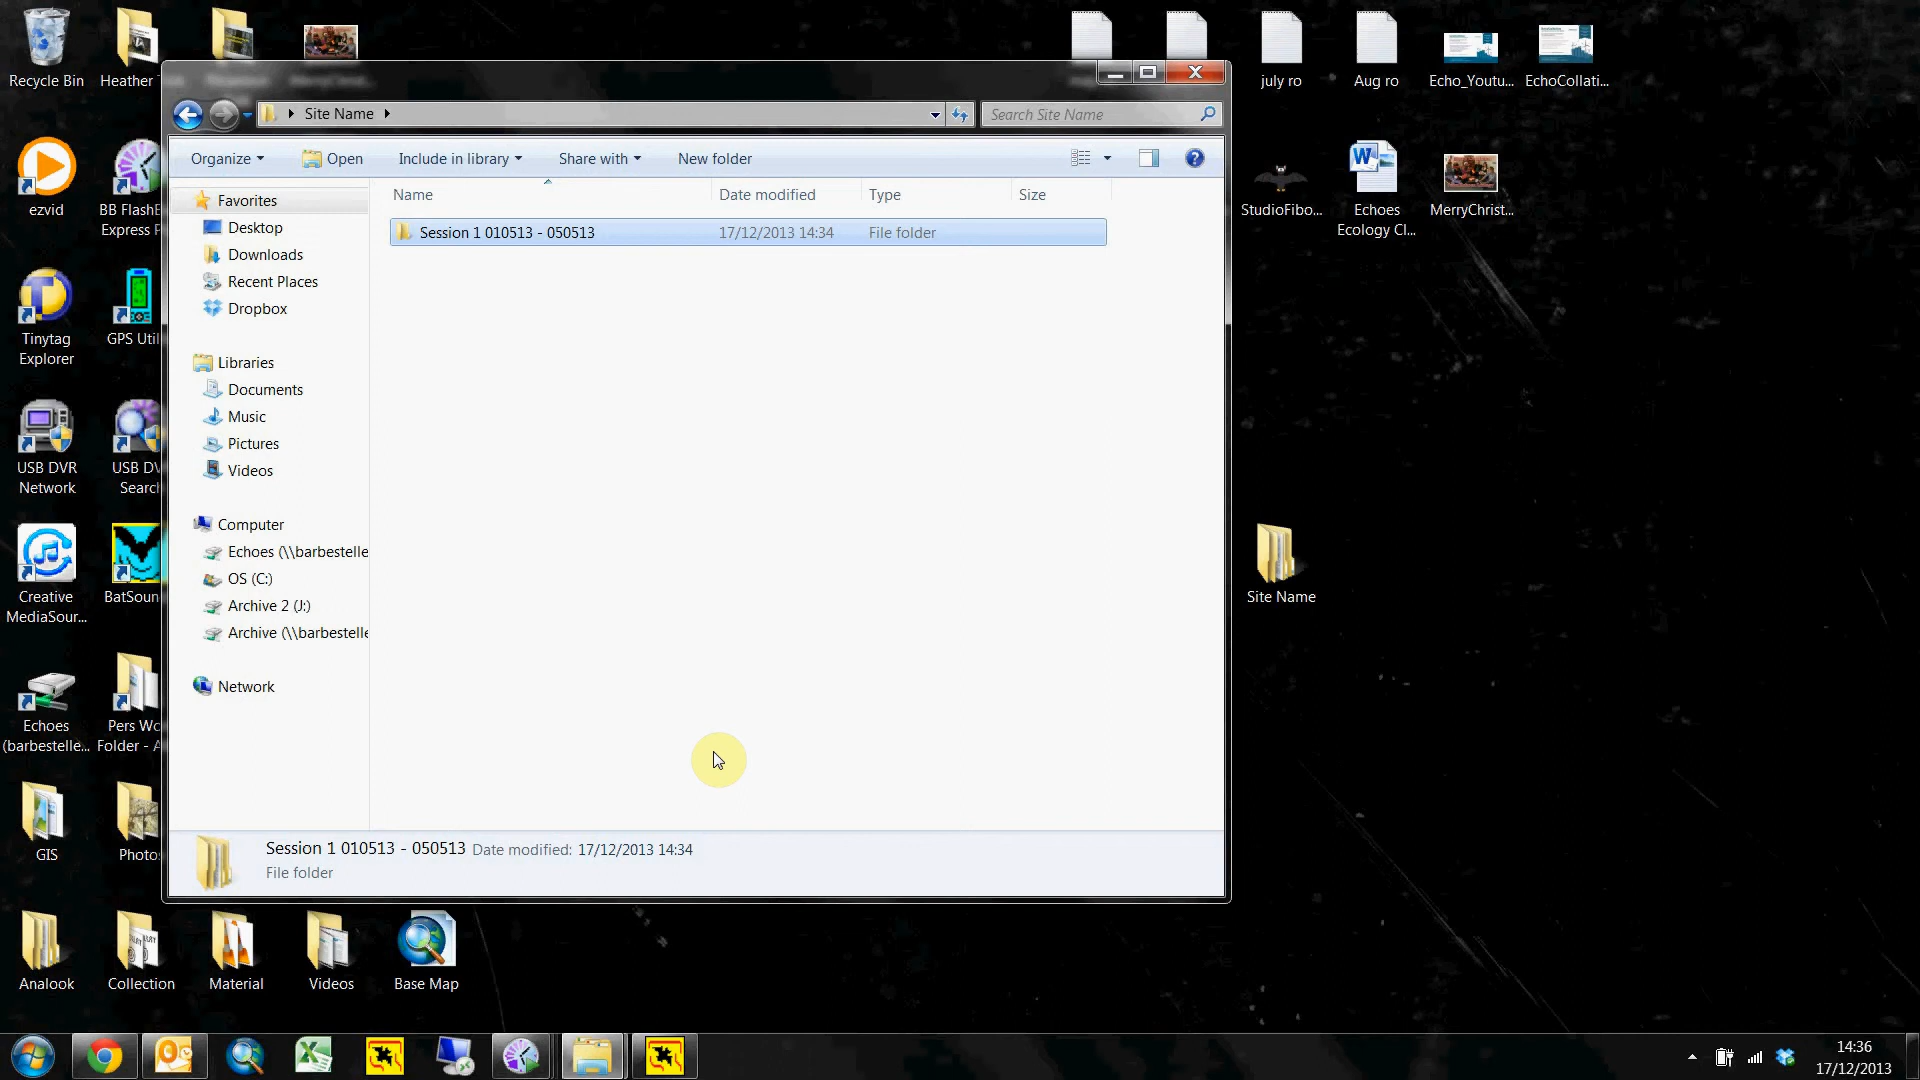 Recycle Bin
Heather
july ro
Aug ro
Echo_Youtu...
EchoCollati...
Site Name
Search Site Name
Organize
Open
Include in library
Share with
New folder
Name
Date modified
Type
Size
Session 1 010513 - 050513
17/12/2013 14:34
File folder
Favorites
Desktop
Downloads
Recent Places
Dropbox
Libraries
Documents
Music
Pictures
Videos
Computer
Echoes (\\barbestelle
OS (C:)
Archive 2 (J:)
Archive (\\barbestelle
Network
Session 1 010513 - 050513 Date modified: 17/12/2013 14:34
File folder
ezvid
BB FlashB
Express P
StudioFibo...
Echoes
Ecology Cl...
MerryChrist...
Tinytag
Explorer
GPS Util
USB DVR
Network
USB DV
Search
Creative
MediaSour...
BatSoun
Site Name
Echoes
(barbestelle...
Pers Wo
Folder - A
GIS
Photo
Analook
Collection
Material
Videos
Base Map
14:36
17/12/2013